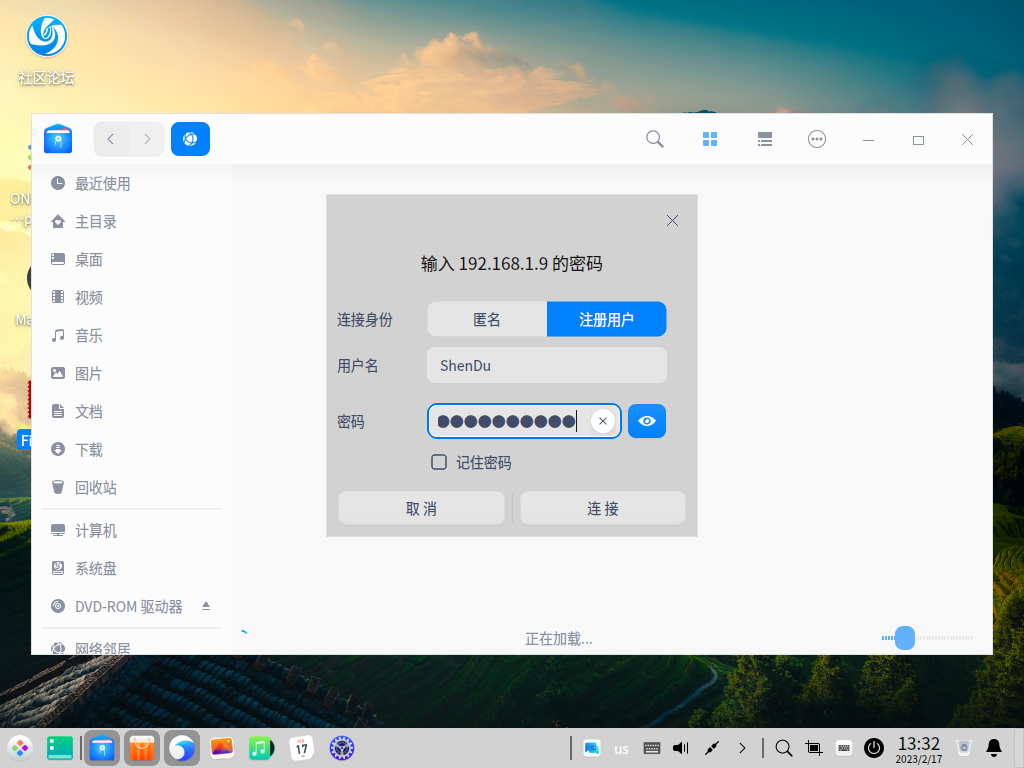 社区论坛
ON
...p
Ma
Fi
最近使用
主目录
桌面
视频
音乐
图片
文档
下载
回收站
计算机
系统盘
DVD-ROM 驱动器
网络邻居
输入 192.168.1.9 的密码
连接身份
匿名
注册用户
用户名
ShenDu
密码
记住密码
取 消
连 接
正在加载...
17
us
13:32
2023/2/17